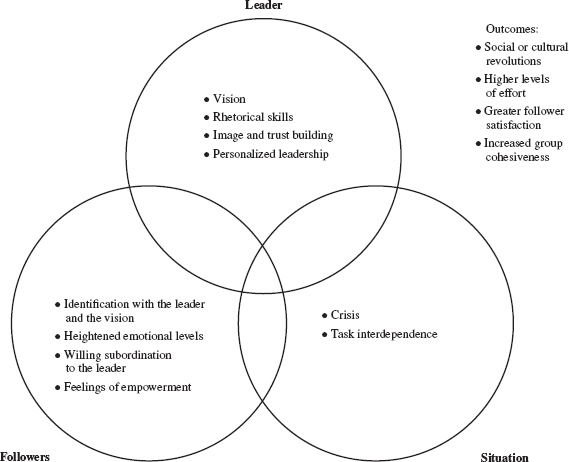 Leader
Outcomes:
● Social or cultural
revolutions
● Higher levels
of effort
● Greater follower
satisfaction
● Increased group
cohesiveness
● Vision
● Rhetorical skills
● Image and trust building
● Personalized leadership
● Identification with the leader
and the vision
● Heightened emotional levels
● Willing subordination
to the leader
● Feelings of empowerment
● Crisis
● Task interdependence
Followers
Situation